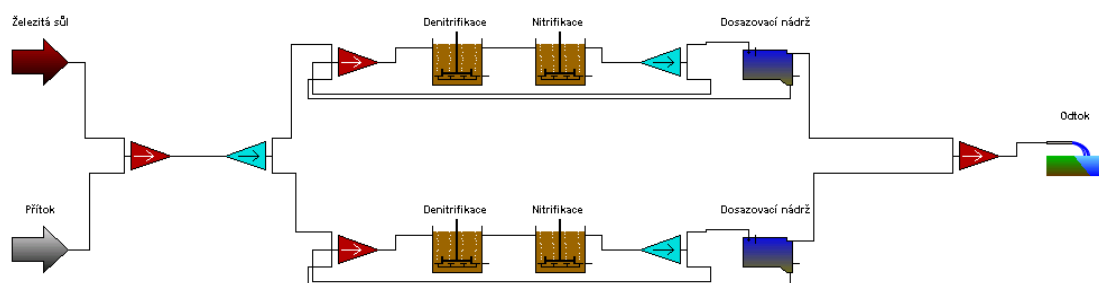 Železitá sůl
Denitrifikace
Nitrifikace
Dosazovací nádrž
Odtok
Přítok
Denitrifikace
Nitrifikace
Dosazovací nádrž